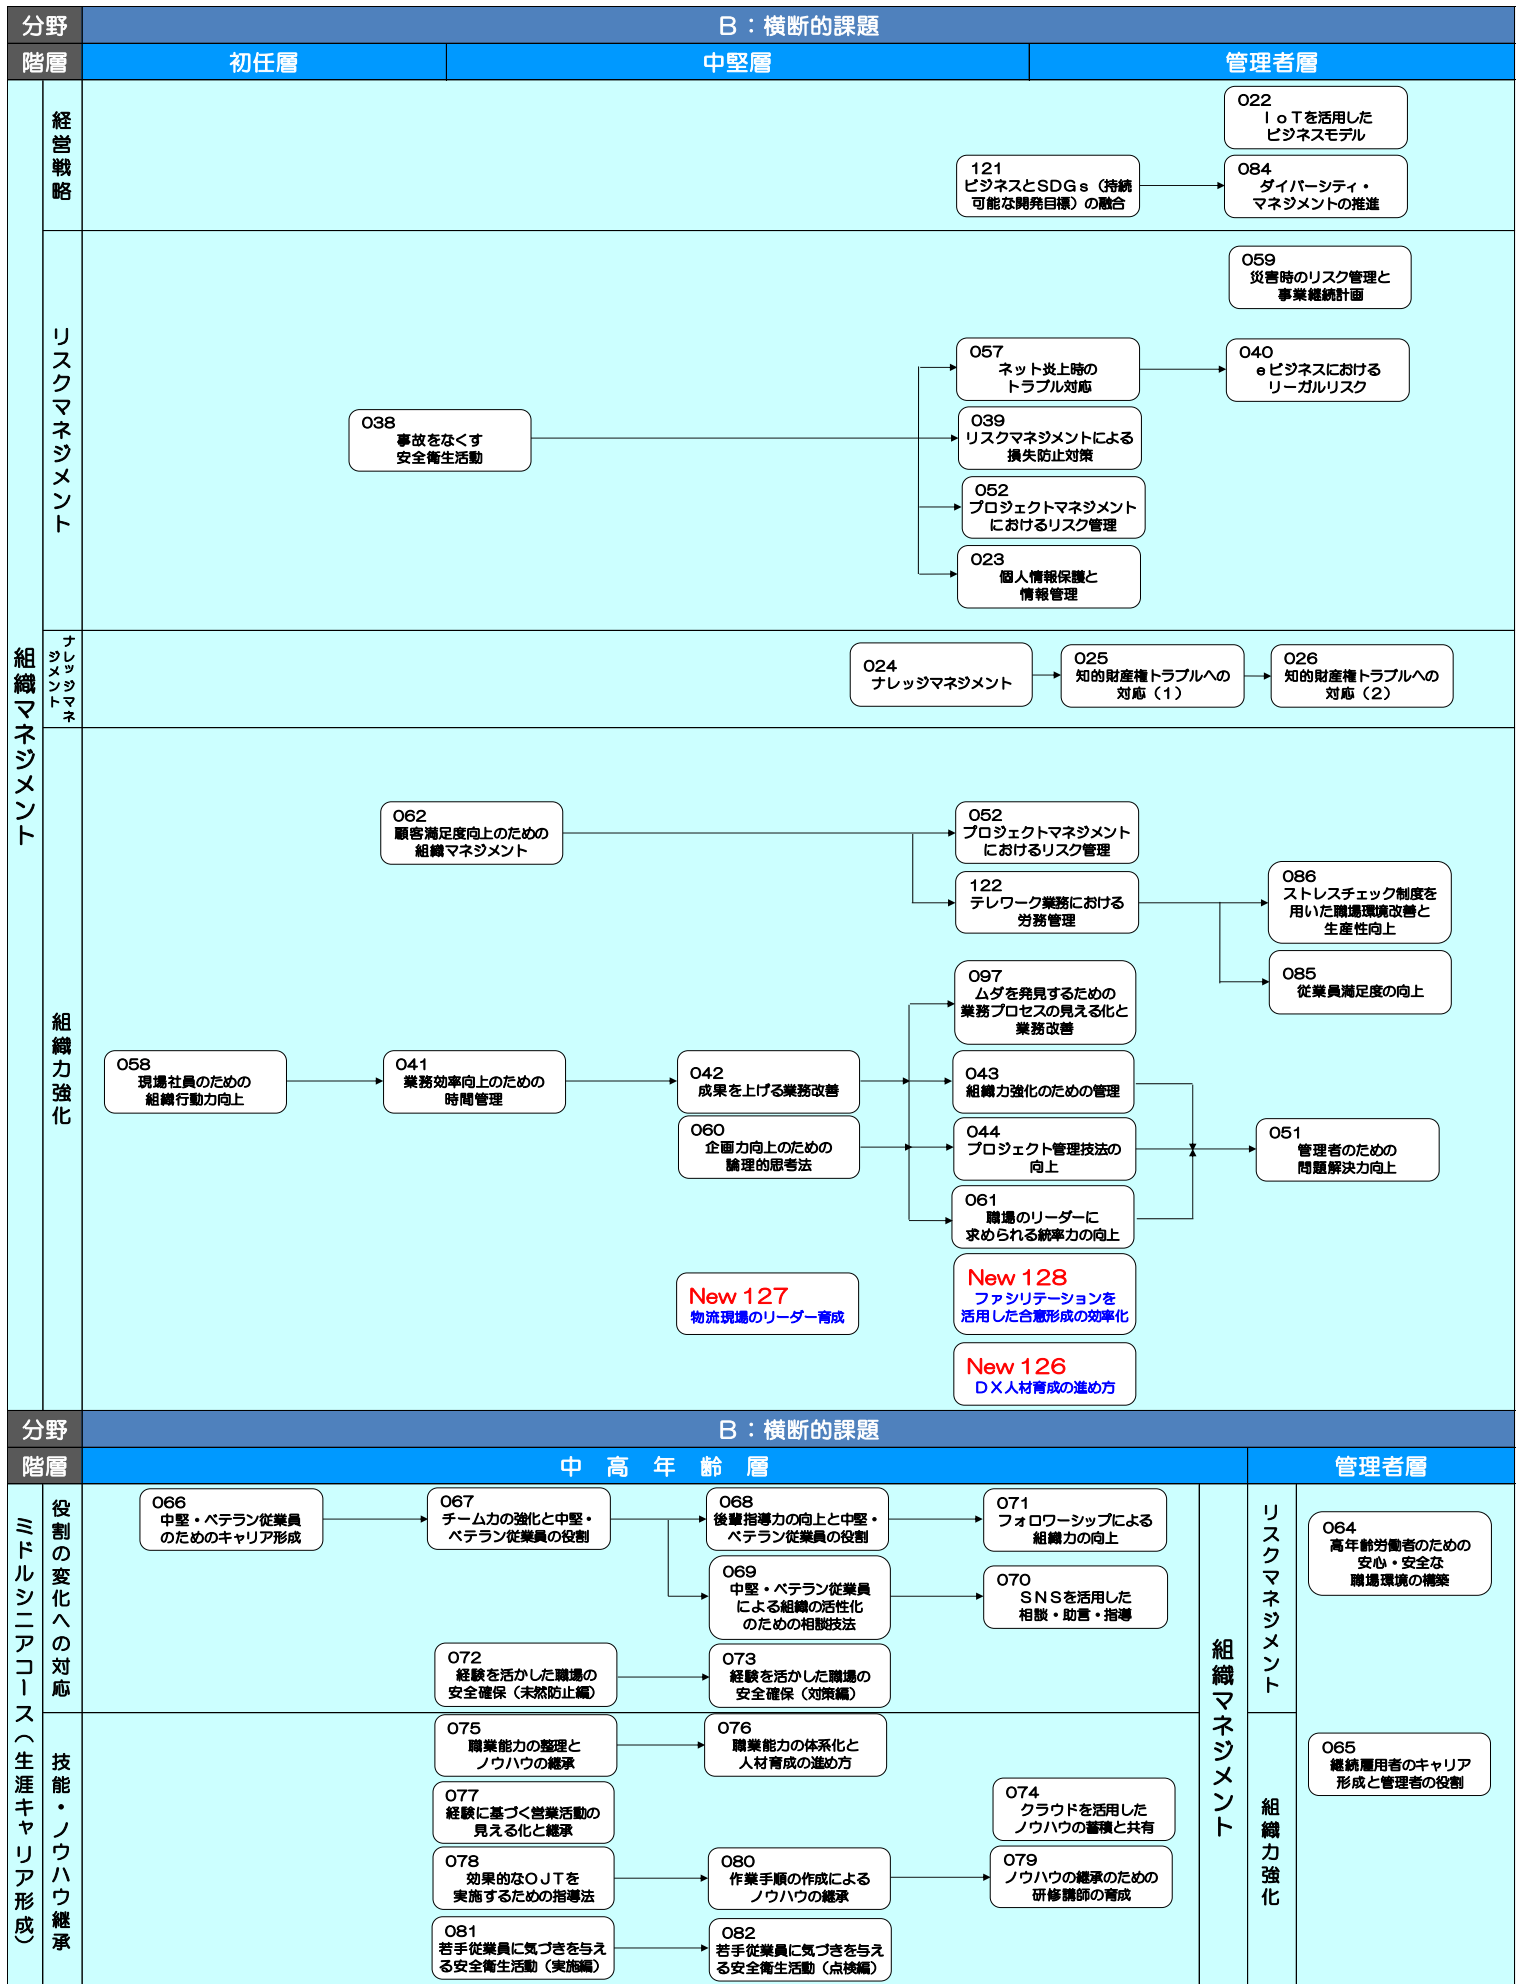 分野
B：横断的課題
階層
初任層
中堅層
管理者層
組織マネジメント
経営戦略
022
ＩｏＴを活用した
ビジネスモデル
121
ビジネスとSDGｓ（持続
可能な開発目標）の融合
084
ダイバーシティ・
マネジメントの推進
リスクマネジメント
059
災害時のリスク管理と
事業継続計画
057
ネット炎上時の
トラブル対応
040
ｅビジネスにおける
リーガルリスク
038
事故をなくす
安全衛生活動
039
リスクマネジメントによる
損失防止対策
052
プロジェクトマネジメント
におけるリスク管理
023
個人情報保護と
情報管理
ナレッジマネ
ジメント
024
ナレッジマネジメント
025
知的財産権トラブルへの
対応（１）
026
知的財産権トラブルへの
対応（２）
組織力強化
062
顧客満足度向上のための
組織マネジメント
052
プロジェクトマネジメント
におけるリスク管理
122
テレワーク業務における
労務管理
086
ストレスチェック制度を
用いた職場環境改善と
生産性向上
085
従業員満足度の向上
097
ムダを発見するための
業務プロセスの見える化と
業務改善
058
現場社員のための
組織行動力向上
041
業務効率向上のための
時間管理
042
成果を上げる業務改善
043
組織力強化のための管理
060
企画力向上のための
論理的思考法
044
プロジェクト管理技法の
向上
051
管理者のための
問題解決力向上
061
職場のリーダーに
求められる統率力の向上
New 127
物流現場のリーダー育成
New 128
ファシリテーションを
活用した合意形成の効率化
New 126
ＤＸ人材育成の進め方
分野
B：横断的課題
階層
中高年齢層
管理者層
ミドルシニアコース（生涯キャリア形成）
役割の変化への対応
066
中堅・ベテラン従業員
のためのキャリア形成
067
チーム力の強化と中堅・
ベテラン従業員の役割
068
後輩指導力の向上と中堅・
ベテラン従業員の役割
071
フォロワーシップによる
組織力の向上
069
中堅・ベテラン従業員
による組織の活性化
のための相談技法
070
ＳＮＳを活用した
相談・助言・指導
072
経験を活かした職場の
安全確保（未然防止編）
073
経験を活かした職場の
安全確保（対策編）
技能・ノウハウ継承
075
職業能力の整理と
ノウハウの継承
076
職業能力の体系化と
人材育成の進め方
077
経験に基づく営業活動の
見える化と継承
074
クラウドを活用した
ノウハウの蓄積と共有
078
効果的なＯＪＴを
実施するための指導法
080
作業手順の作成による
ノウハウの継承
079
ノウハウの継承のための
研修講師の育成
081
若手従業員に気づきを与え
る安全衛生活動（実施編）
082
若手従業員に気づきを与え
る安全衛生活動（点検編）
組織マネジメント
リスクマネジメント
064
高年齢労働者のための
安心・安全な
職場環境の構築
組織力強化
065
継続雇用者のキャリア
形成と管理者の役割